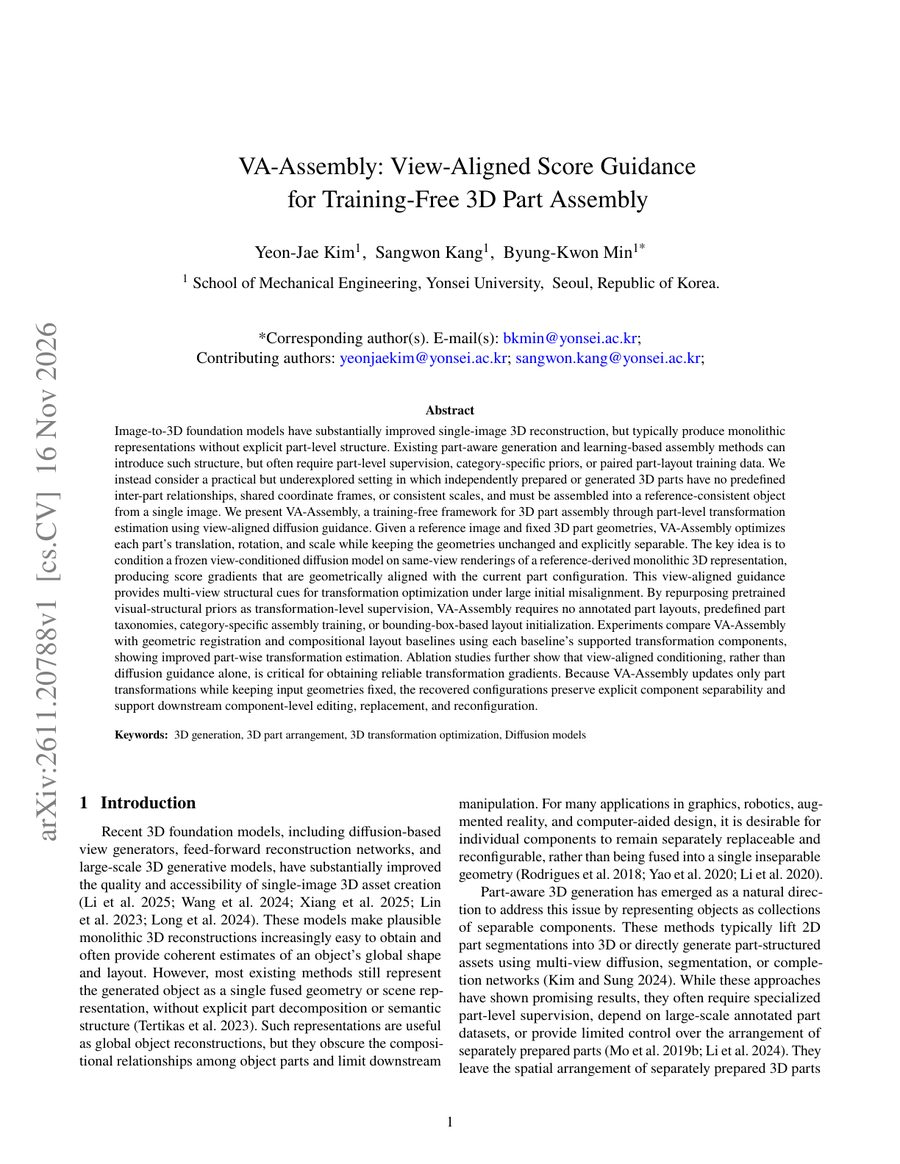 VA-Assembly: View-Aligned Score Guidance
for Training-Free 3D Part Assembly
Yeon-Jae Kim1, Sangwon Kang1, Byung-Kwon Min1*
1 School of Mechanical Engineering, Yonsei University, Seoul, Republic of Korea.
*Corresponding author(s). E-mail(s): bkmin@yonsei.ac.kr;
Contributing authors: yeonjaekim@yonsei.ac.kr; sangwon.kang@yonsei.ac.kr;
arXiv:2611.20788v1 [cs.CV] 16 Nov 2026
Abstract
Image-to-3D foundation models have substantially improved single-image 3D reconstruction, but typically produce monolithic
representations without explicit part-level structure. Existing part-aware generation and learning-based assembly methods can
introduce such structure, but often require part-level supervision, category-specific priors, or paired part-layout training data. We
instead consider a practical but underexplored setting in which independently prepared or generated 3D parts have no predefined
inter-part relationships, shared coordinate frames, or consistent scales, and must be assembled into a reference-consistent object
from a single image. We present VA-Assembly, a training-free framework for 3D part assembly through part-level transformation
estimation using view-aligned diffusion guidance. Given a reference image and fixed 3D part geometries, VA-Assembly optimizes
each part's translation, rotation, and scale while keeping the geometries unchanged and explicitly separable. The key idea is to
condition a frozen view-conditioned diffusion model on same-view renderings of a reference-derived monolithic 3D representation,
producing score gradients that are geometrically aligned with the current part configuration. This view-aligned guidance
provides multi-view structural cues for transformation optimization under large initial misalignment. By repurposing pretrained
visual-structural priors as transformation-level supervision, VA-Assembly requires no annotated part layouts, predefined part
taxonomies, category-specific assembly training, or bounding-box-based layout initialization. Experiments compare VA-Assembly
with geometric registration and compositional layout baselines using each baseline's supported transformation components,
showing improved part-wise transformation estimation. Ablation studies further show that view-aligned conditioning, rather than
diffusion guidance alone, is critical for obtaining reliable transformation gradients. Because VA-Assembly updates only part
transformations while keeping input geometries fixed, the recovered configurations preserve explicit component separability and
support downstream component-level editing, replacement, and reconfiguration.
Keywords: 3D generation, 3D part arrangement, 3D transformation optimization, Diffusion models
1 Introduction
Recent 3D foundation models, including diffusion-based
view generators, feed-forward reconstruction networks, and
large-scale 3D generative models, have substantially improved
the quality and accessibility of single-image 3D asset creation
(Li et al. 2025; Wang et al. 2024; Xiang et al. 2025; Lin
et al. 2023; Long et al. 2024). These models make plausible
monolithic 3D reconstructions increasingly easy to obtain and
often provide coherent estimates of an object's global shape
and layout. However, most existing methods still represent
the generated object as a single fused geometry or scene rep-
resentation, without explicit part decomposition or semantic
structure (Tertikas et al. 2023). Such representations are useful
as global object reconstructions, but they obscure the composi-
tional relationships among object parts and limit downstream
manipulation. For many applications in graphics, robotics, aug-
mented reality, and computer-aided design, it is desirable for
individual components to remain separately replaceable and
reconfigurable, rather than being fused into a single inseparable
geometry (Rodrigues et al. 2018; Yao et al. 2020; Li et al. 2020).
Part-aware 3D generation has emerged as a natural direc-
tion to address this issue by representing objects as collections
of separable components. These methods typically lift 2D
part segmentations into 3D or directly generate part-structured
assets using multi-view diffusion, segmentation, or comple-
tion networks (Kim and Sung 2024). While these approaches
have shown promising results, they often require specialized
part-level supervision, depend on large-scale annotated part
datasets, or provide limited control over the arrangement of
separately prepared parts (Mo et al. 2019b; Li et al. 2024). They
leave the spatial arrangement of separately prepared 3D parts
1